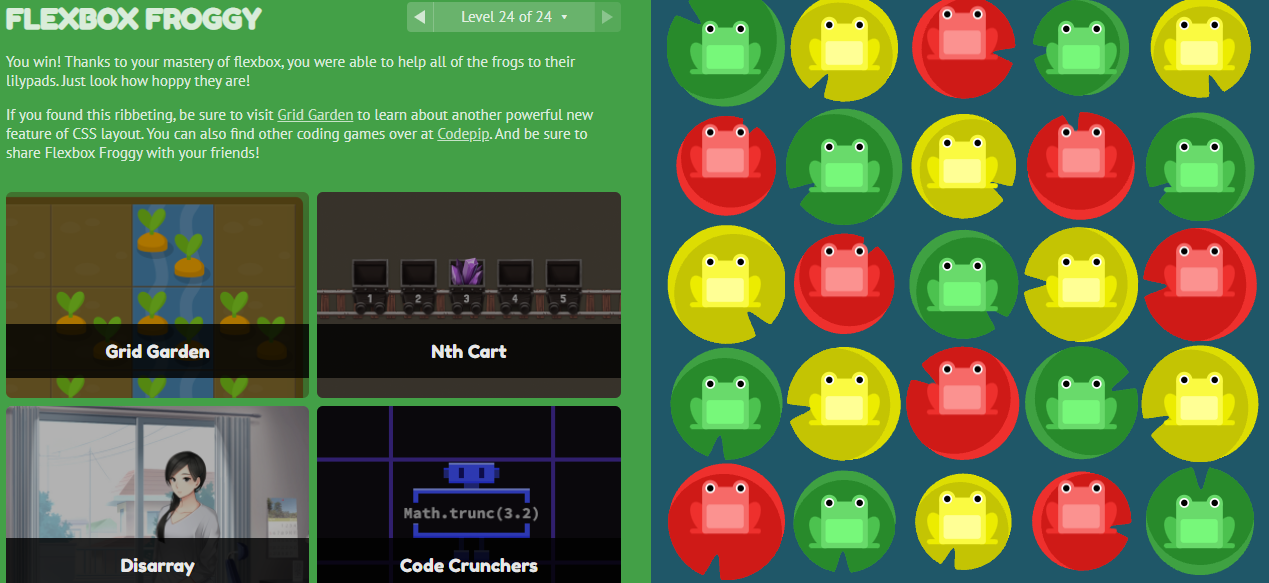 FLEXBOX FROGGY
Level 24 of 24
You win! Thanks to your mastery of flexbox, you were able to help all of the frogs to their
lilypads. Just look how hoppy they are!
If you found this ribbeting, be sure to visit Grid Garden to learn about another powerful new
feature of CSS layout. You can also find other coding games over at Codepip. And be sure to
share Flexbox Froggy with your friends!
1 2 3 4 5
Grid Garden
Nth Cart
Math.trunc(3.2)
Disarray
Code Crunchers